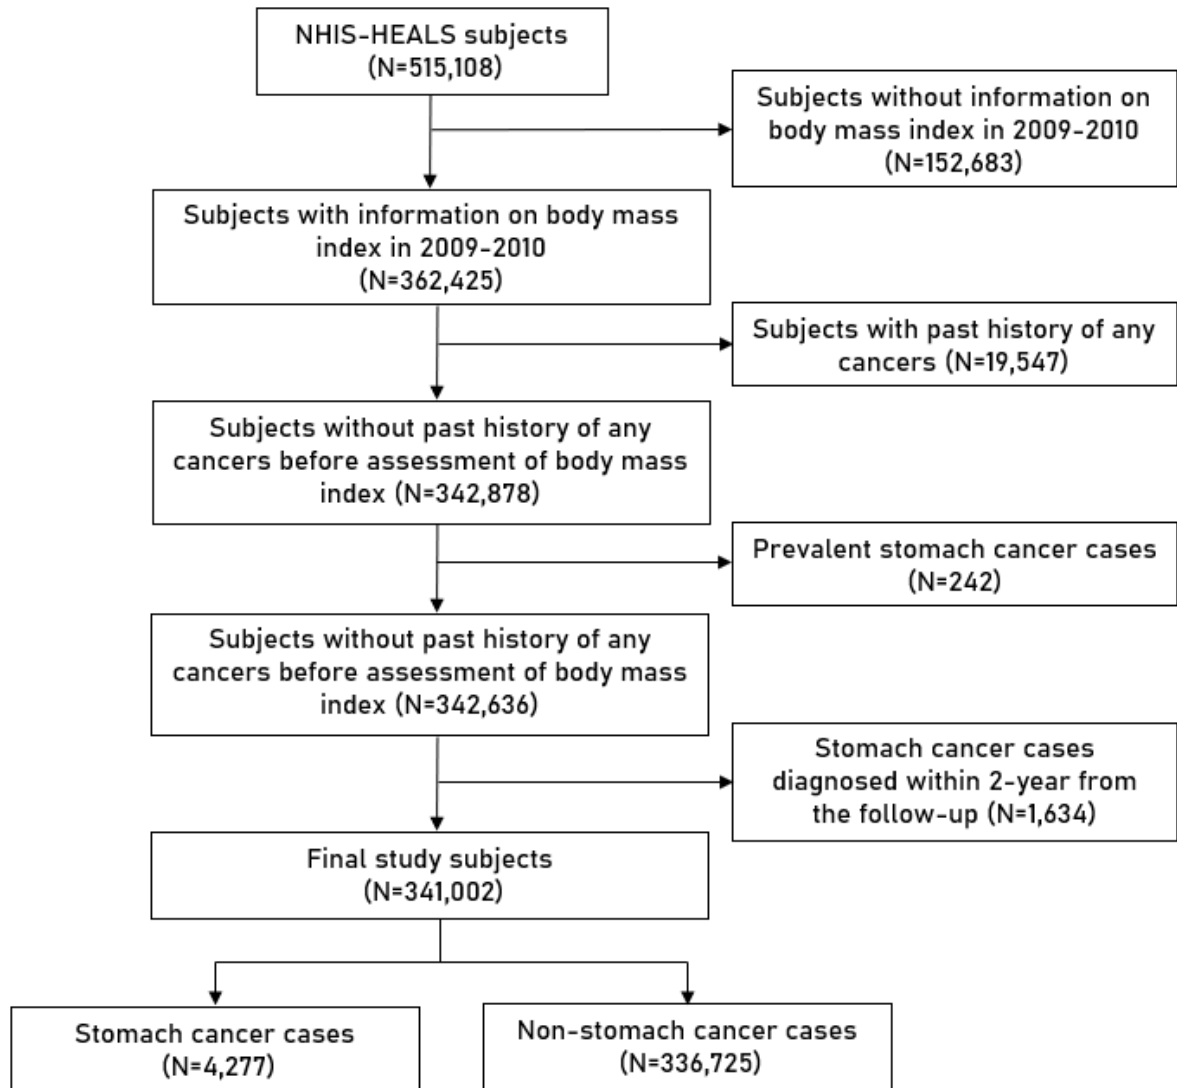 NHIS-HEALS subjects
(N=515,108)
Subjects without information on
body mass index in 2009-2010
(N=152,683)
Subjects with information on body mass
index in 2009-2010
(N=362,425)
Subjects with past history of any
cancers (N=19,547)
Subjects without past history of any
cancers before assessment of body mass
index (N=342,878)
Prevalent stomach cancer cases
(N=242)
Subjects without past history of any
cancers before assessment of body mass
index (N=342,636)
Stomach cancer cases
diagnosed within 2-year from
the follow-up (N=1,634)
Final study subjects
(N=341,002)
Stomach cancer cases
(N=4,277)
Non-stomach cancer cases
(N=336,725)